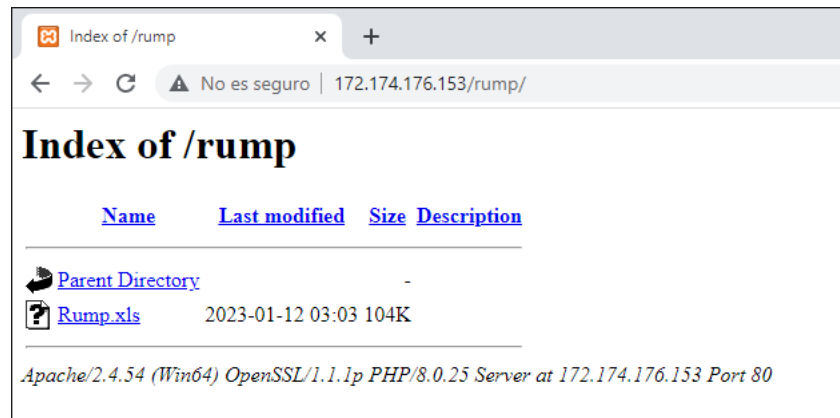 Index of /rump
No es seguro | 172.174.176.153/rump/
Index of /rump
Name Last modified Size Description
Parent Directory -
Rump.xls 2023-01-12 03:03 104K
Apache/2.4.54 (Win64) OpenSSL/1.1.1p PHP/8.0.25 Server at 172.174.176.153 Port 80